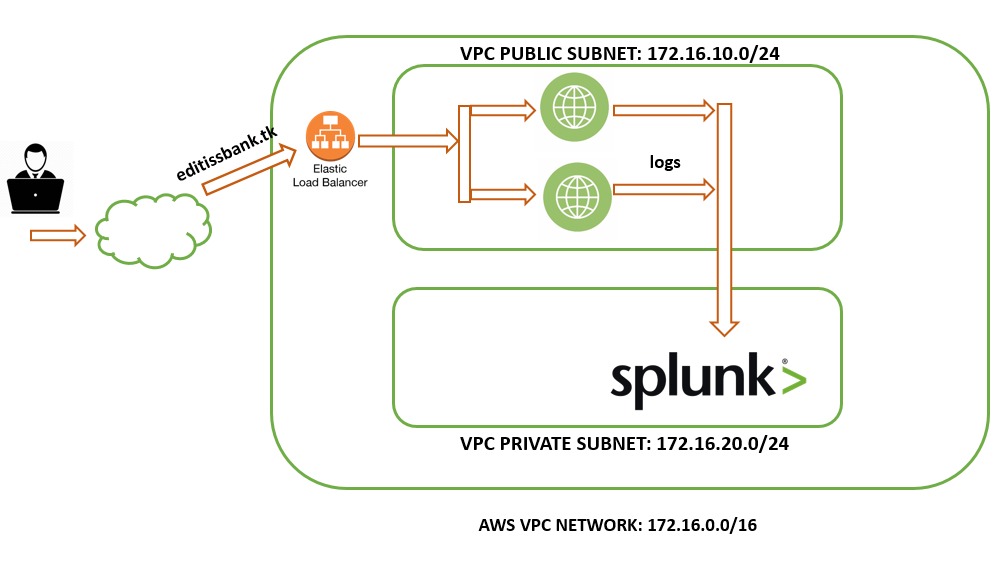 VPC PUBLIC SUBNET: 172.16.10.0/24
editissbank.tk
Elastic
Load Balancer
logs
splunk®>
VPC PRIVATE SUBNET: 172.16.20.0/24
AWS VPC NETWORK: 172.16.0.0/16